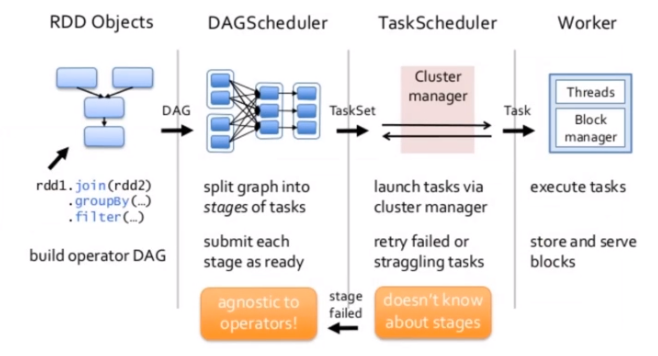 RDD Objects
DAGScheduler
TaskScheduler
Worker
DAG
TaskSet
Cluster
manager
Task
Threads
Block
manager
rdd1.join(rdd2)
.groupBy(…)
.filter(…)
build operator DAG
split graph into
stages of tasks
submit each
stage as ready
launch tasks via
cluster manager
retry failed or
straggling tasks
execute tasks
store and serve
blocks
agnostic to
operators!
stage
failed
doesn't know
about stages